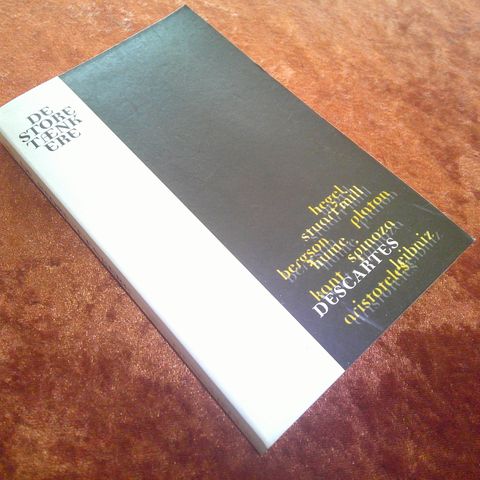 DE
STORE
TÆNK
ERE
hegel
stuart mill
bergson platon
hume
kant spinoza
DESCARTES
aristoteles leibniz